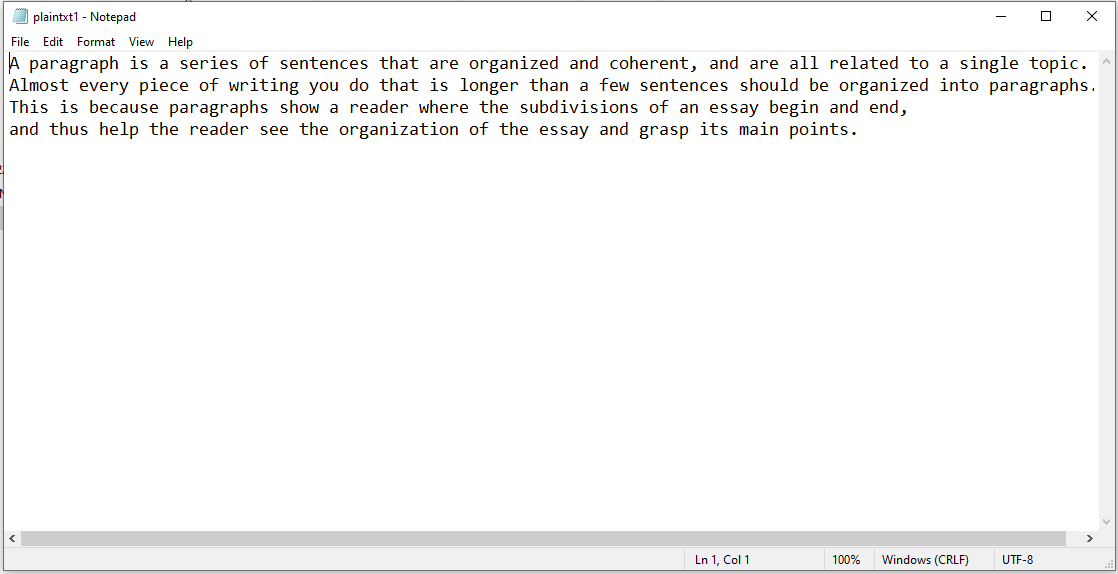 plaintxt1 - Notepad
File Edit Format View Help
A paragraph is a series of sentences that are organized and coherent, and are all related to a single topic.
Almost every piece of writing you do that is longer than a few sentences should be organized into paragraphs.
This is because paragraphs show a reader where the subdivisions of an essay begin and end,
and thus help the reader see the organization of the essay and grasp its main points.
Ln 1, Col 1 100% Windows (CRLF) UTF-8